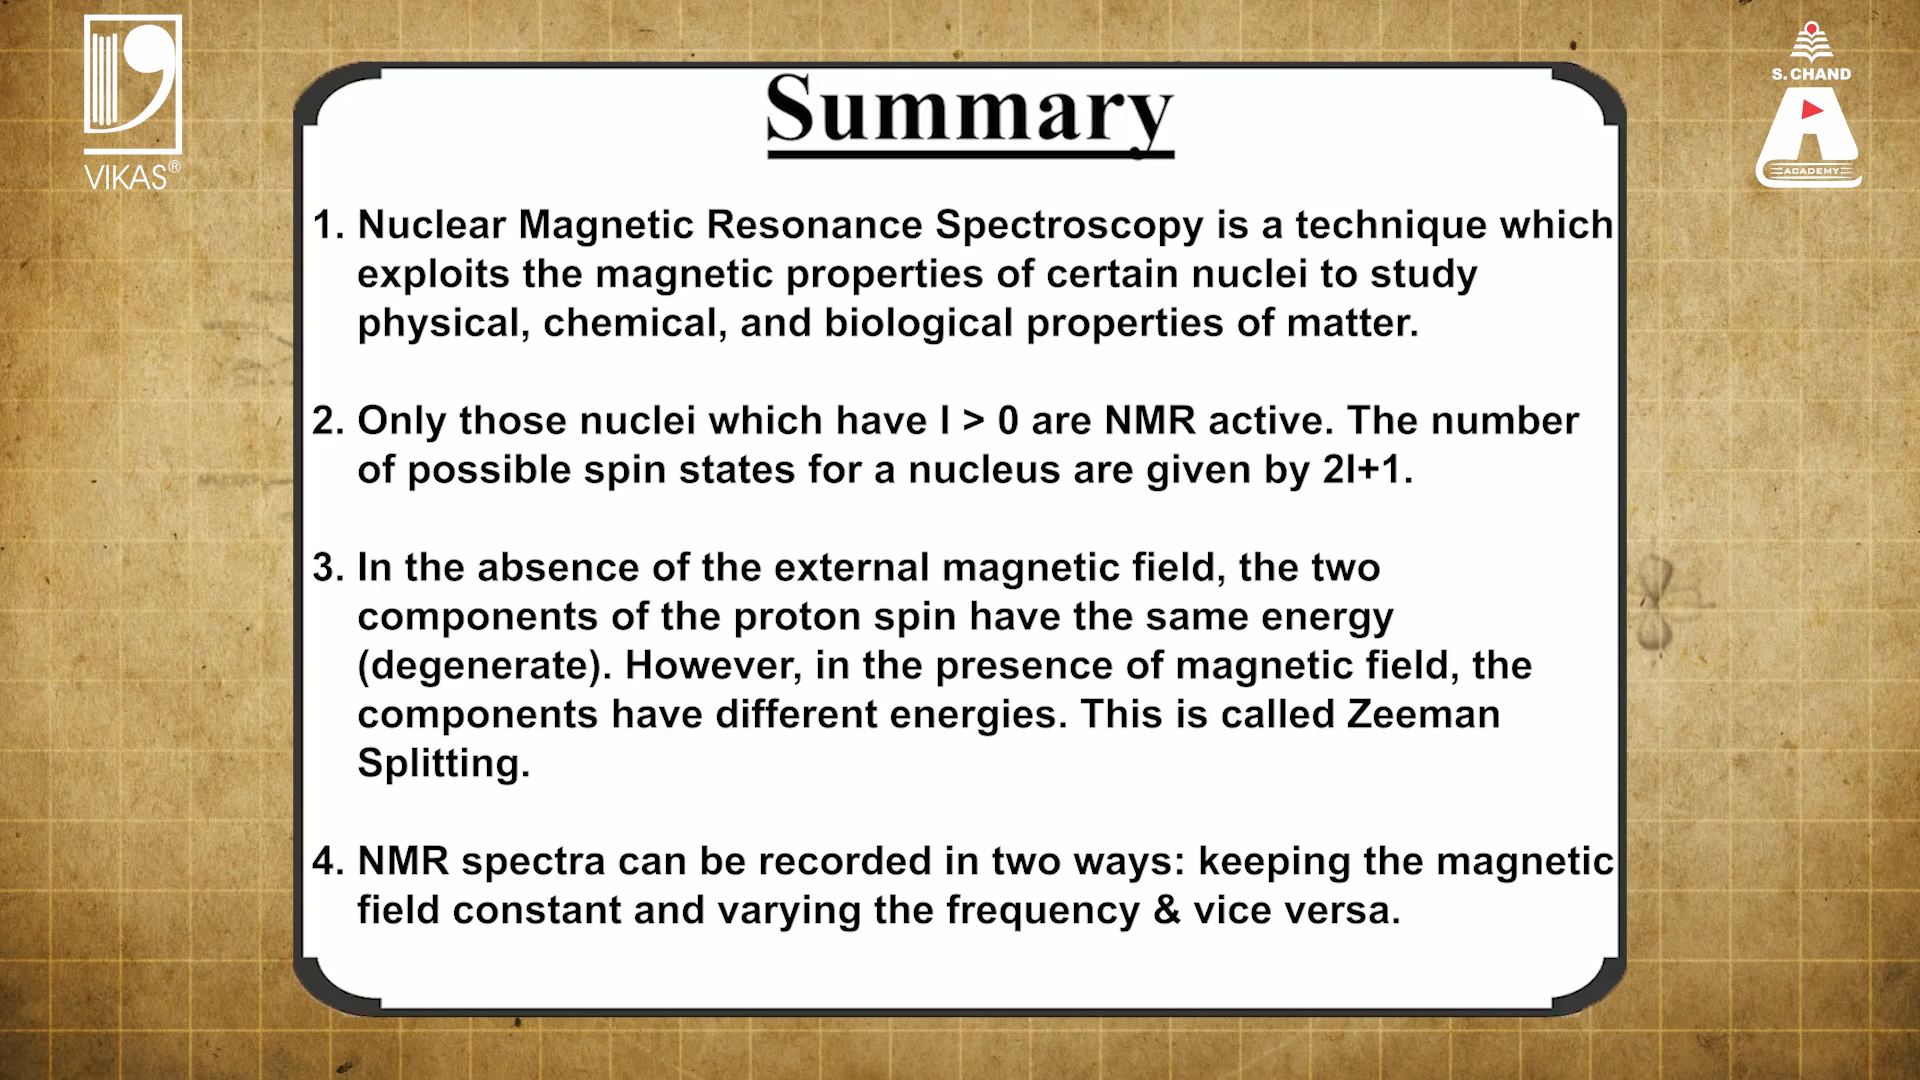 VIKAS®
S. CHAND
ACADEMY
Summary
1. Nuclear Magnetic Resonance Spectroscopy is a technique which
exploits the magnetic properties of certain nuclei to study
physical, chemical, and biological properties of matter.
2. Only those nuclei which have I > 0 are NMR active. The number
of possible spin states for a nucleus are given by 2I+1.
3. In the absence of the external magnetic field, the two
components of the proton spin have the same energy
(degenerate). However, in the presence of magnetic field, the
components have different energies. This is called Zeeman
Splitting.
4. NMR spectra can be recorded in two ways: keeping the magnetic
field constant and varying the frequency & vice versa.